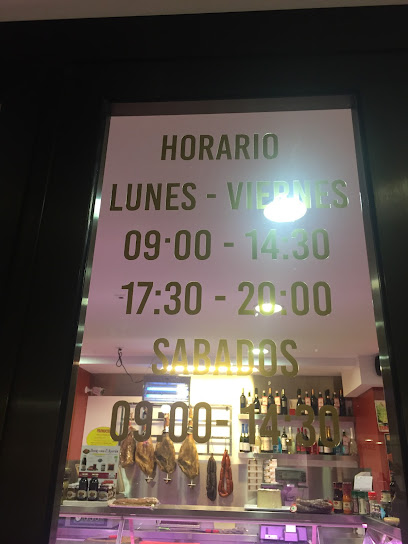 HORARIO
LUNES - VIERNES
09:00 - 14:30
17:30 - 20:00
SABADOS
09:00 - 14:30